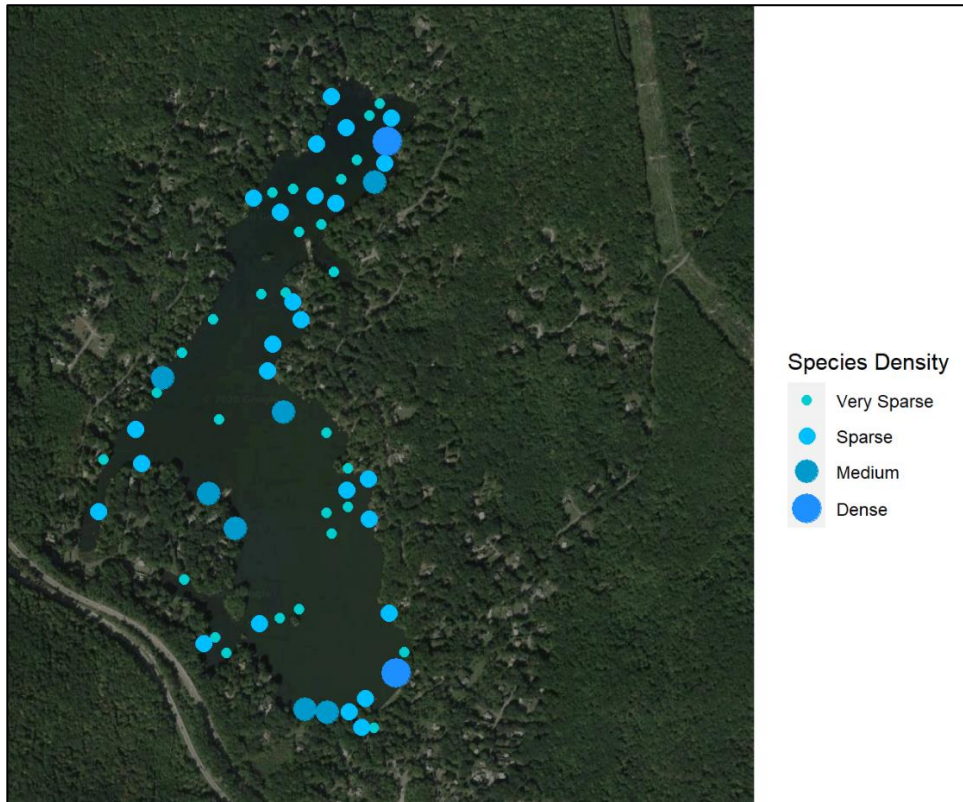 Species Density
Very Sparse
Sparse
Medium
Dense